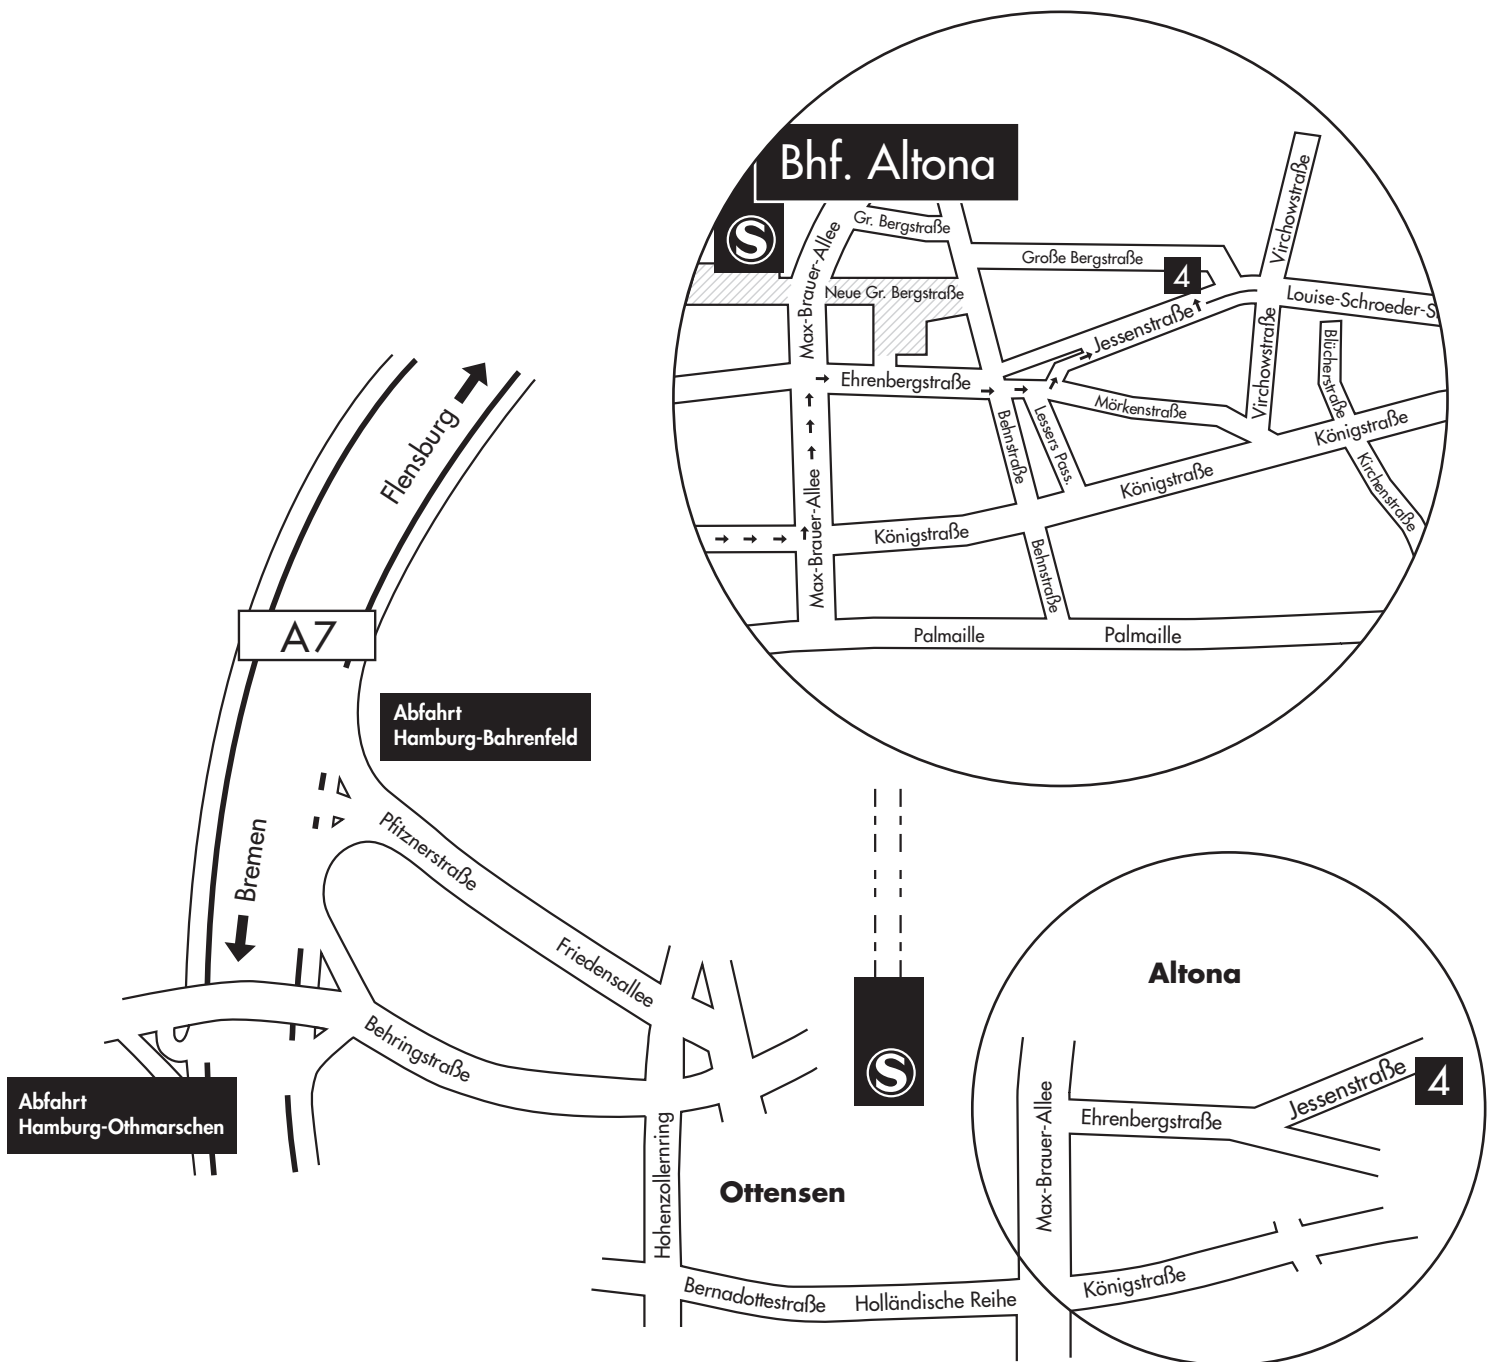 Bhf. Altona
S
Gr. Bergstraße
Max-Brauer-Allee
Große Bergstraße
4
Virchowstraße
Neue Gr. Bergstraße
Louise-Schroeder-S
Jessenstraße
Virchowstraße
Blücherstraße
Ehrenbergstraße
Mörkenstraße
Behnstraße
Lessers Pass.
Königstraße
Königstraße
Kirchenstraße
Max-Brauer-Allee
Königstraße
Behnstraße
Palmaille
Palmaille
Flensburg
A7
Abfahrt
Hamburg-Bahrenfeld
Bremen
Pfitznerstraße
Friedensallee
Behringstraße
Abfahrt
Hamburg-Othmarschen
Hohenzollernring
Ottensen
S
Altona
Jessenstraße
4
Ehrenbergstraße
Max-Brauer-Allee
Königstraße
Bernadottestraße
Holländische Reihe